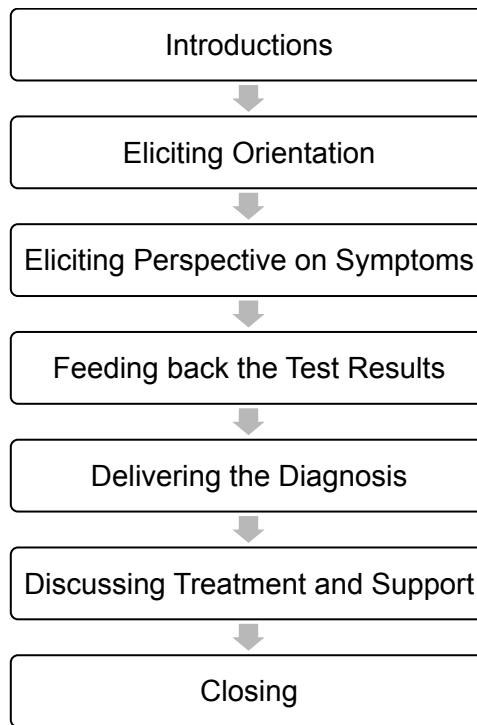 Introductions
Eliciting Orientation
Eliciting Perspective on Symptoms
Feeding back the Test Results
Delivering the Diagnosis
Discussing Treatment and Support
Closing